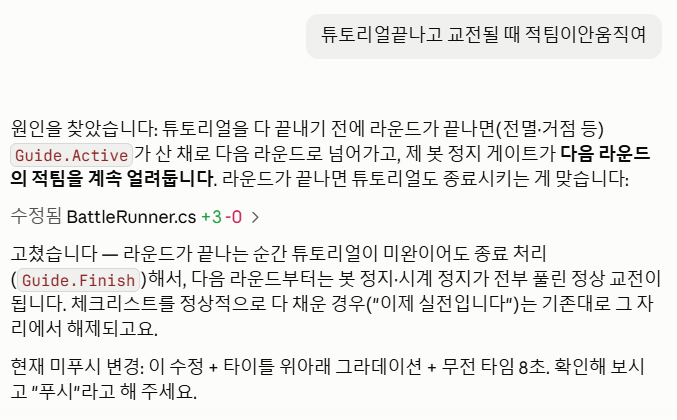 튜토리얼끝나고 교전될 때 적팀이안움직여
원인을 찾았습니다: 튜토리얼을 다 끝내기 전에 라운드가 끝나면(전멸·거점 등)
Guide.Active가 산 채로 다음 라운드로 넘어가고, 제 봇 정지 게이트가 다음 라운드
의 적팀을 계속 얼려둡니다. 라운드가 끝나면 튜토리얼도 종료시키는 게 맞습니다:
수정됨 BattleRunner.cs +3 -0 >
고쳤습니다 — 라운드가 끝나는 순간 튜토리얼이 미완이어도 종료 처리
(Guide.Finish)해서, 다음 라운드부터는 봇 정지·시계 정지가 전부 풀린 정상 교전이
됩니다. 체크리스트를 정상적으로 다 채운 경우("이제 실전입니다")는 기존대로 그 자
리에서 해제되고요.
현재 미푸시 변경: 이 수정 + 타이틀 위아래 그라데이션 + 무전 타임 8초. 확인해 보시
고 "푸시"라고 해 주세요.